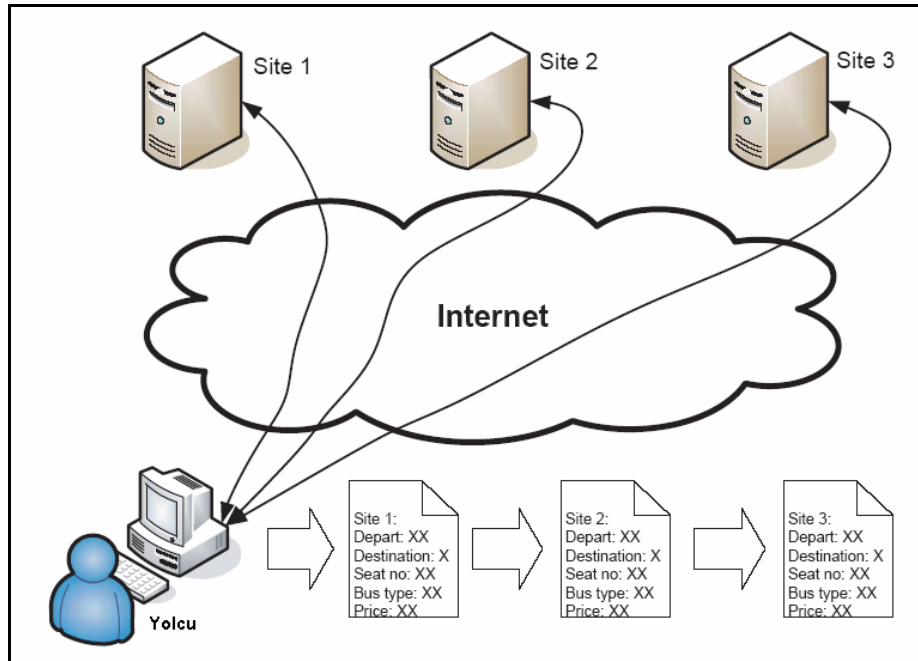 Site 1
Site 2
Site 3
Internet
Yolcu
Site 1:
Depart: XX
Destination: X
Seat no: XX
Bus type: XX
Price: XX
Site 2:
Depart: XX
Destination: X
Seat no: XX
Bus type: XX
Price: XX
Site 3:
Depart: XX
Destination: X
Seat no: XX
Bus type: XX
Price: XX